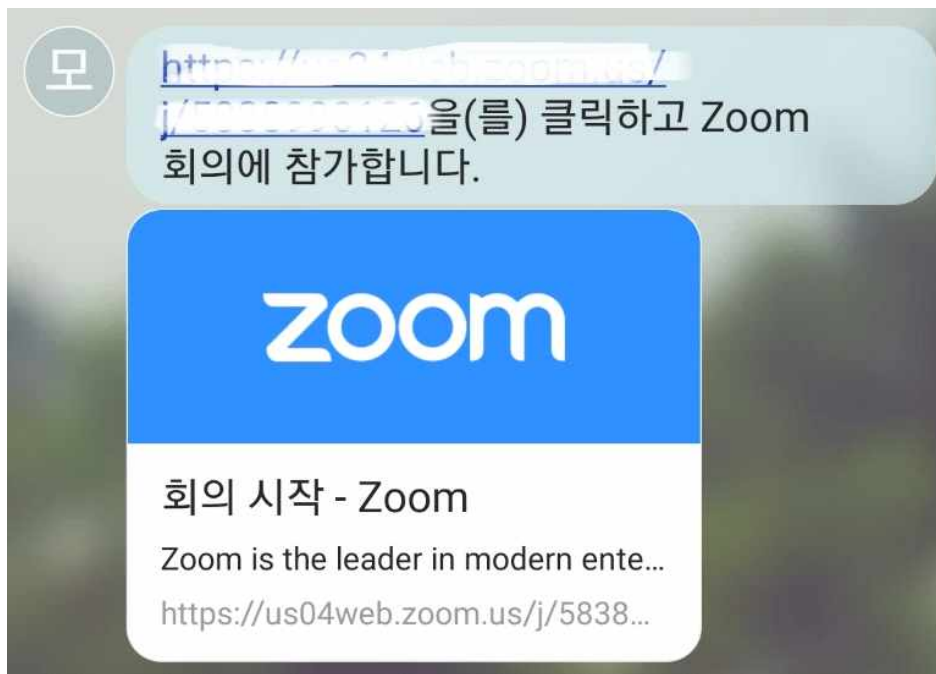 모
을(를) 클릭하고 Zoom
회의에 참가합니다.
zoom
회의 시작 - Zoom
Zoom is the leader in modern ente...
https://us04web.zoom.us/j/5838...